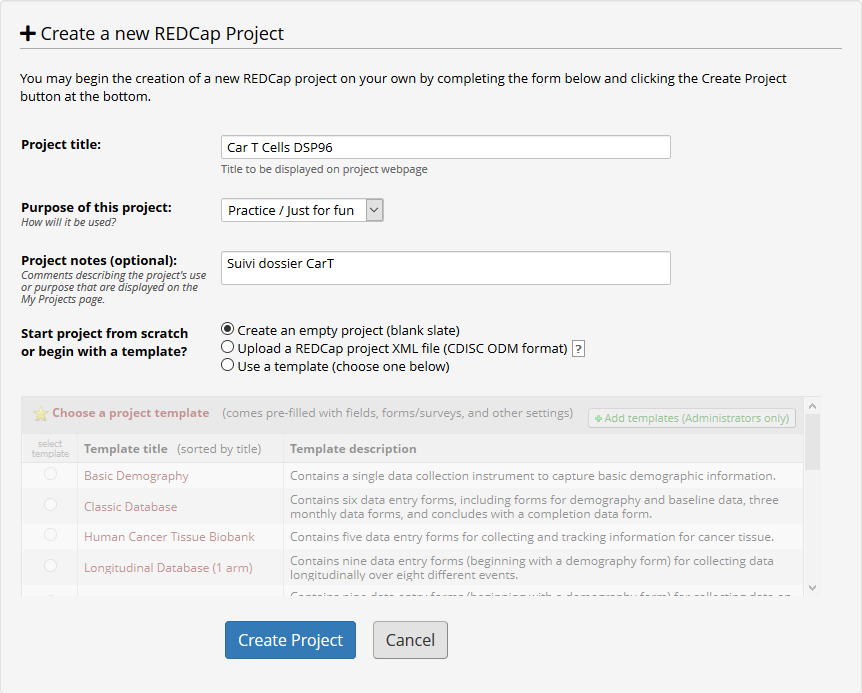 Create a new REDCap Project
You may begin the creation of a new REDCap project on your own by completing the form below and clicking the Create Project
button at the bottom.
Project title:
Car T Cells DSP96
Title to be displayed on project webpage
Purpose of this project:
How will it be used?
Practice / Just for fun
Project notes (optional):
Comments describing the project's use
or purpose that are displayed on the
My Projects page.
Suivi dossier CarT
Start project from scratch
or begin with a template?
Create an empty project (blank slate)
Upload a REDCap project XML file (CDISC ODM format) ?
Use a template (choose one below)
Choose a project template (comes pre-filled with fields, forms/surveys, and other settings)
Add templates (Administrators only)
select
template
Template title (sorted by title)
Template description
Basic Demography
Contains a single data collection instrument to capture basic demographic information.
Classic Database
Contains six data entry forms, including forms for demography and baseline data, three
monthly data forms, and concludes with a completion data form.
Human Cancer Tissue Biobank
Contains five data entry forms for collecting and tracking information for cancer tissue.
Longitudinal Database (1 arm)
Contains nine data entry forms (beginning with a demography form) for collecting data
longitudinally over eight different events.
Create Project
Cancel